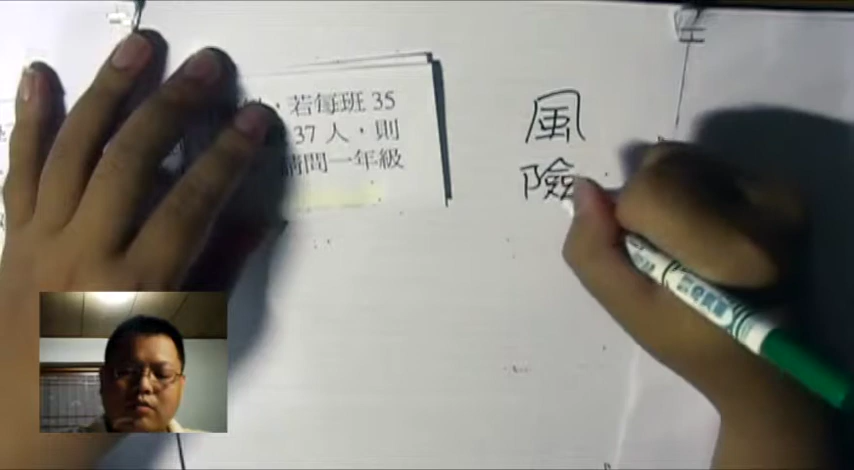 ,若每班 35
37 人,則
請問一年級
風
險